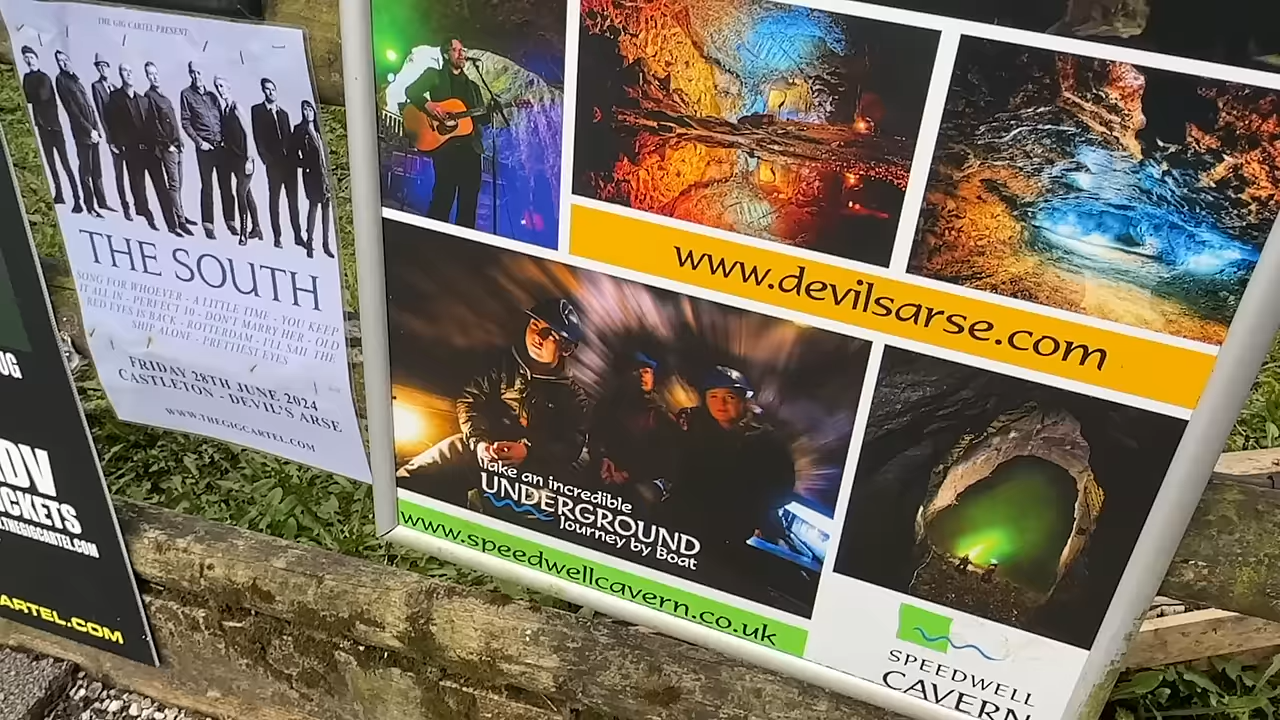 THE GIG CARTEL PRESENT
THE SOUTH
SONG FOR WHOEVER - A LITTLE TIME - YOU KEEP
IT ALL IN - PERFECT 10 - DON'T MARRY HER - OLD
RED EYES IS BACK - ROTTERDAM - I'LL SAIL THE
SHIP ALONE - PRETTIEST EYES
FRIDAY 28TH JUNE, 2024
CASTLETON - DEVIL'S ARSE
WWW.THEGIGCARTEL.COM
UG
DV
ICKETS
.THEGIGCARTEL.COM
ARTEL.COM
www.devilsarse.com
Take an incredible
UNDERGROUND
Journey by Boat
www.speedwellcavern.co.uk
SPEEDWELL
CAVERN